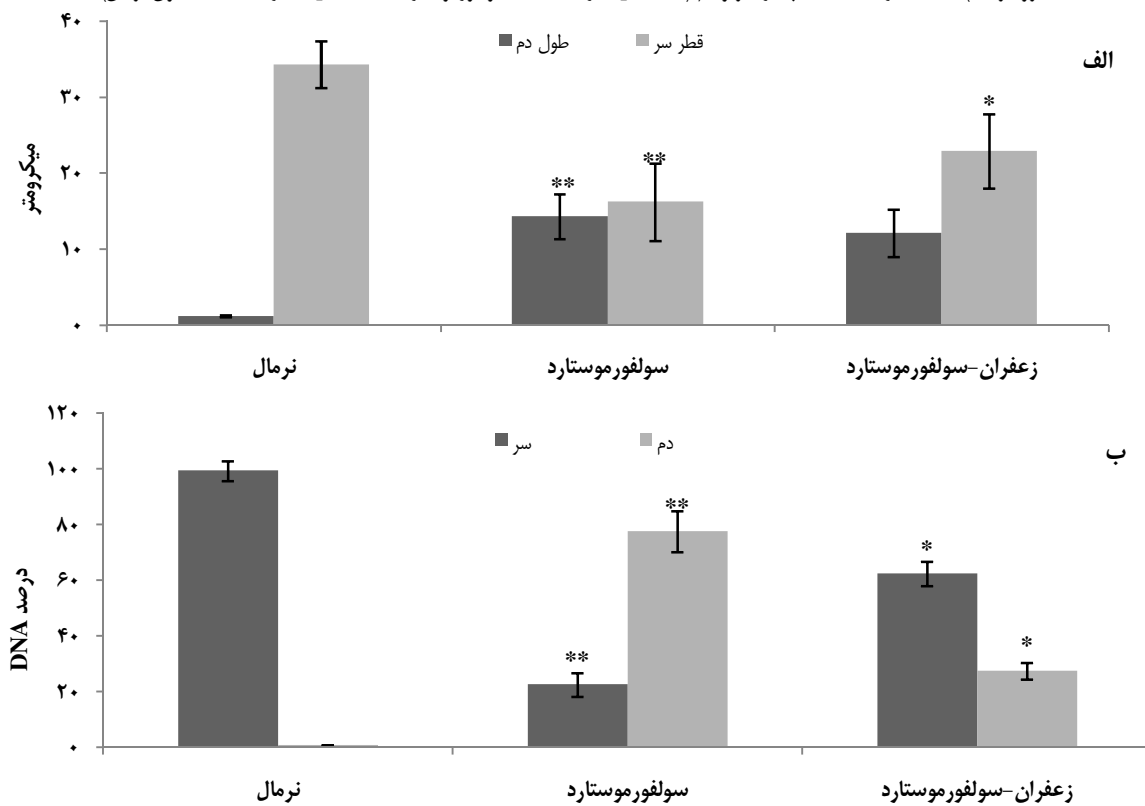 ۴۰
۳۰
۲۰
۱۰
۰
میکرومتر
طول دم
قطر سر
الف
**
**
*
نرمال
سولفورموستارد
زعفران-سولفورموستارد
۱۲۰
۱۰۰
۸۰
۶۰
۴۰
۲۰
۰
درصد DNA
سر
دم
ب
**
**
*
*
نرمال
سولفورموستارد
زعفران-سولفورموستارد